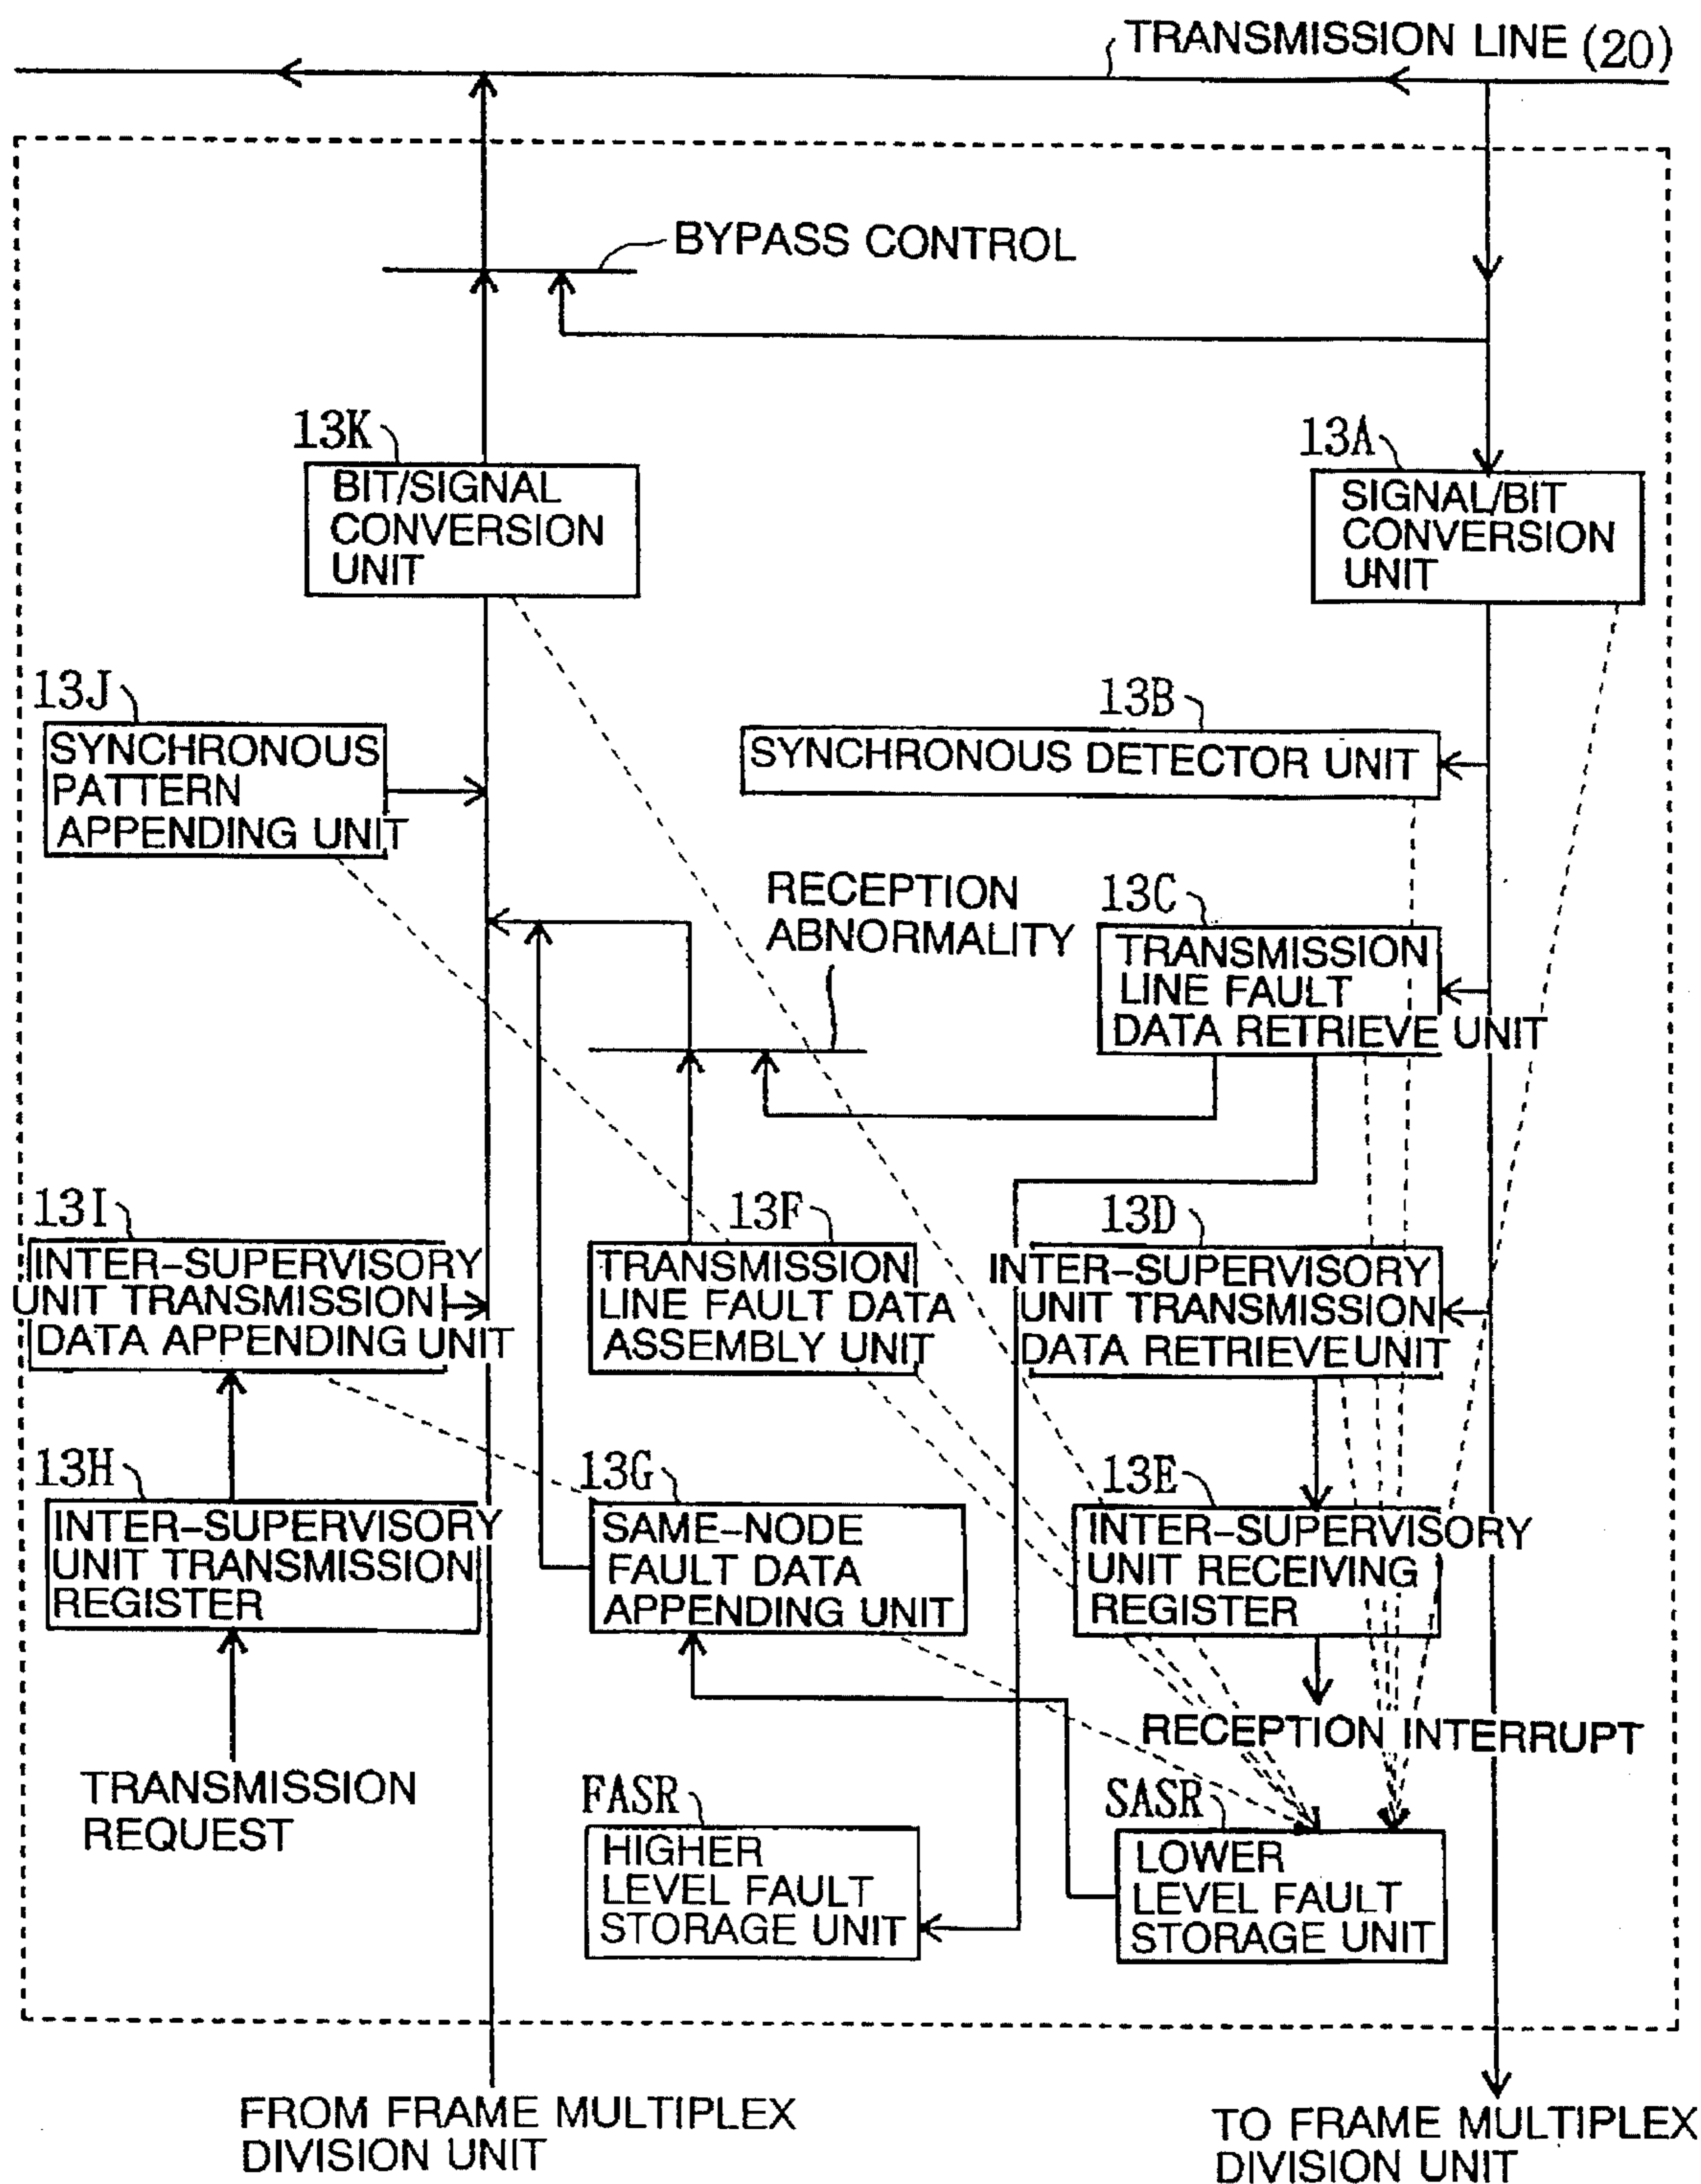 TRANSMISSION LINE (20)
BYPASS CONTROL
13K
BIT/SIGNAL
CONVERSION
UNIT
13A
SIGNAL/BIT
CONVERSION
UNIT
13J
SYNCHRONOUS
PATTERN
APPENDING UNIT
13B
SYNCHRONOUS DETECTOR UNIT
RECEPTION
ABNORMALITY
13C
TRANSMISSION
LINE FAULT
DATA RETRIEVE UNIT
13I
INTER-SUPERVISORY
UNIT TRANSMISSION
DATA APPENDING UNIT
13F
TRANSMISSION
LINE FAULT DATA
ASSEMBLY UNIT
13D
INTER-SUPERVISORY
UNIT TRANSMISSION
DATA RETRIEVE UNIT
13H
INTER-SUPERVISORY
UNIT TRANSMISSION
REGISTER
13G
SAME-NODE
FAULT DATA
APPENDING UNIT
13E
INTER-SUPERVISORY
UNIT RECEIVING
REGISTER
RECEPTION INTERRUPT
TRANSMISSION
REQUEST
FASR
HIGHER
LEVEL FAULT
STORAGE UNIT
SASR
LOWER
LEVEL FAULT
STORAGE UNIT
FROM FRAME MULTIPLEX
DIVISION UNIT
TO FRAME MULTIPLEX
DIVISION UNIT